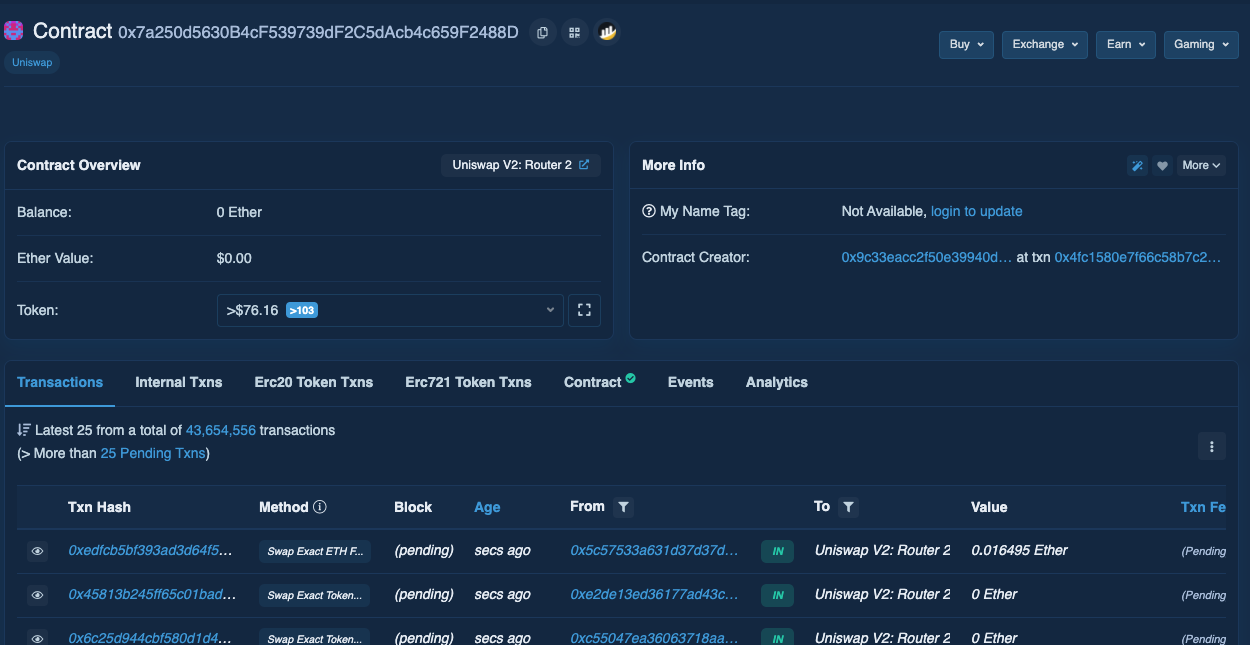 Contract 0x7a250d5630B4cF539739dF2C5dAcb4c659F2488D
Buy Exchange Earn Gaming
Uniswap
Contract Overview Uniswap V2: Router 2
Balance: 0 Ether
Ether Value: $0.00
Token: >$76.16 >103
More Info More
My Name Tag: Not Available, login to update
Contract Creator: 0x9c33eacc2f50e39940d... at txn 0x4fc1580e7f66c58b7c2...
Transactions Internal Txns Erc20 Token Txns Erc721 Token Txns Contract Events Analytics
Latest 25 from a total of 43,654,556 transactions
(> More than 25 Pending Txns)
Txn Hash Method Block Age From To Value Txn Fe
0xedfcb5bf393ad3d64f5... Swap Exact ETH F... (pending) secs ago 0x5c57533a631d37d37d... IN Uniswap V2: Router 2 0.016495 Ether (Pending
0x45813b245ff65c01bad... Swap Exact Token... (pending) secs ago 0xe2de13ed36177ad43c... IN Uniswap V2: Router 2 0 Ether (Pending
0x6c25d944cbf580d1d4... Swap Exact Token... (pending) secs ago 0xc55047ea36063718aa... IN Uniswap V2: Router 2 0 Ether (Pending